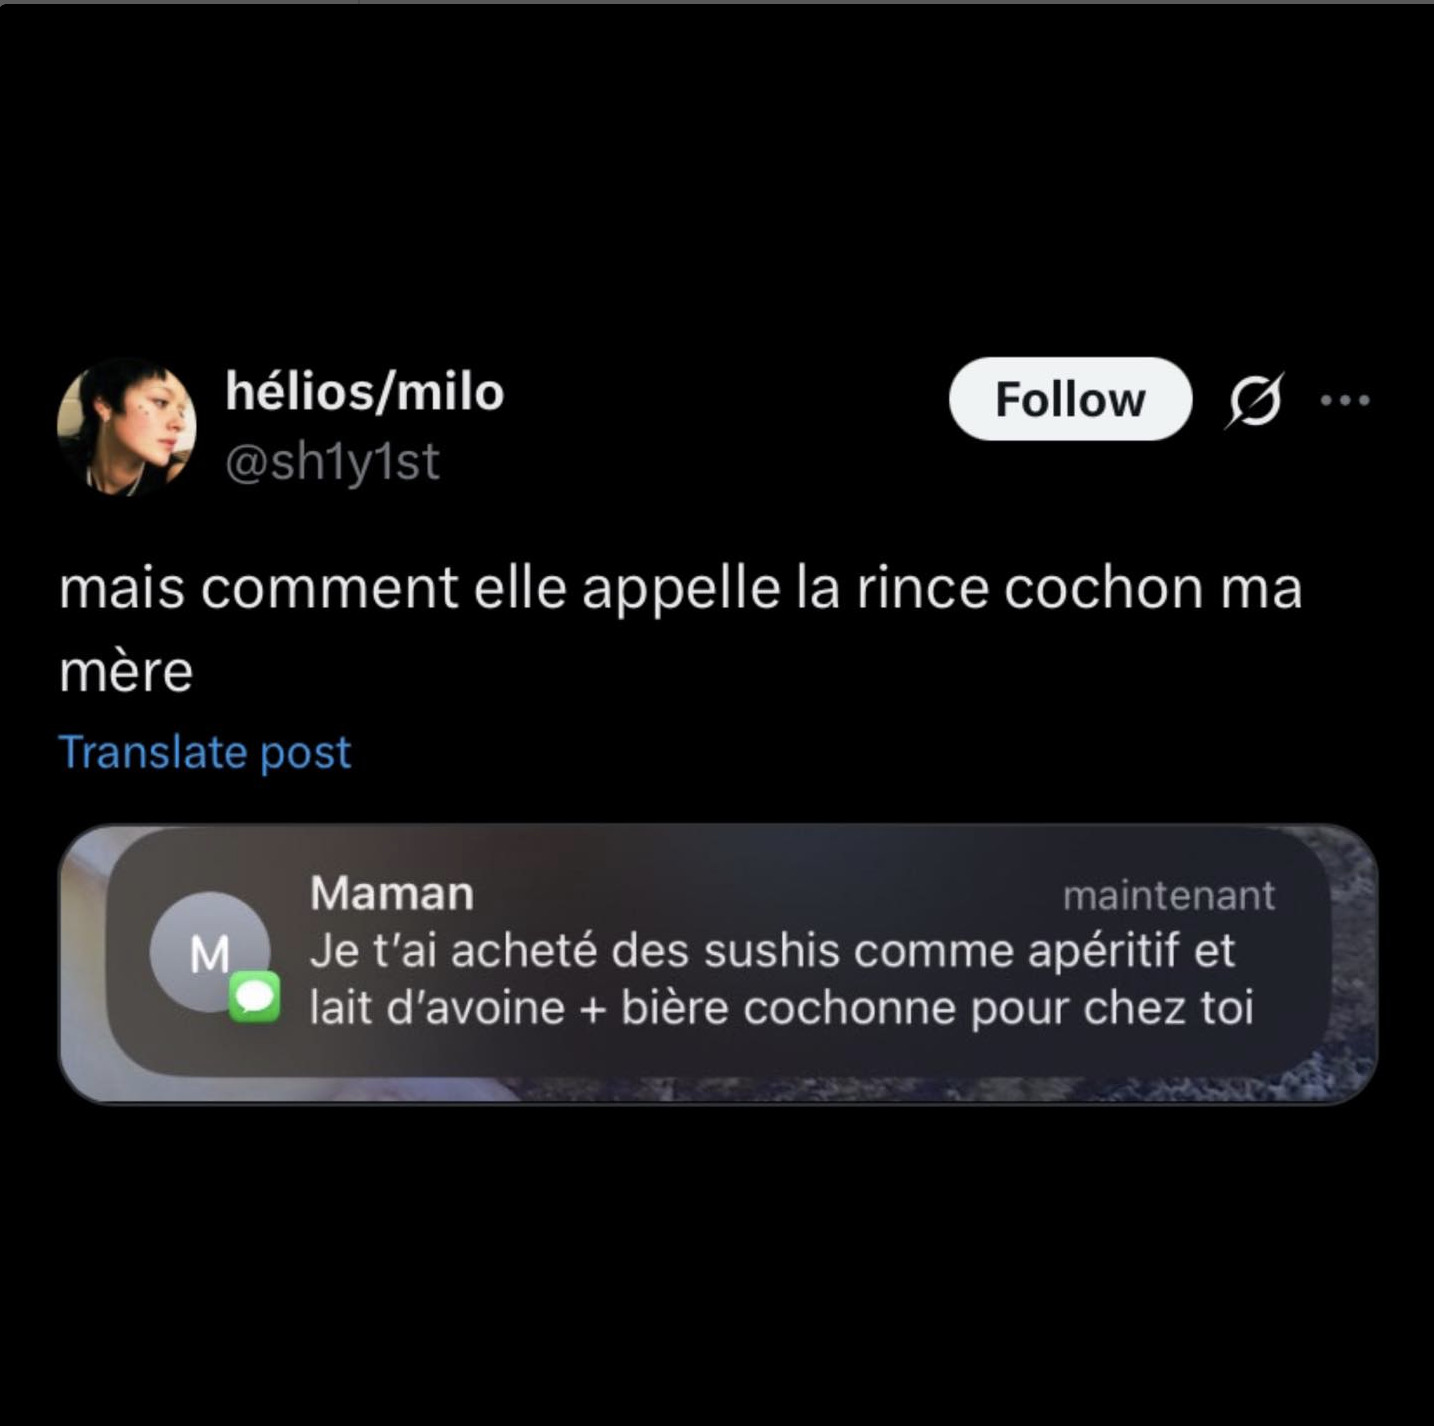 hélios/milo
Follow
@sh1y1st
mais comment elle appelle la rince cochon ma
mère
Translate post
Maman
maintenant
M
Je t’ai acheté des sushis comme apéritif et
lait d’avoine + bière cochonne pour chez toi